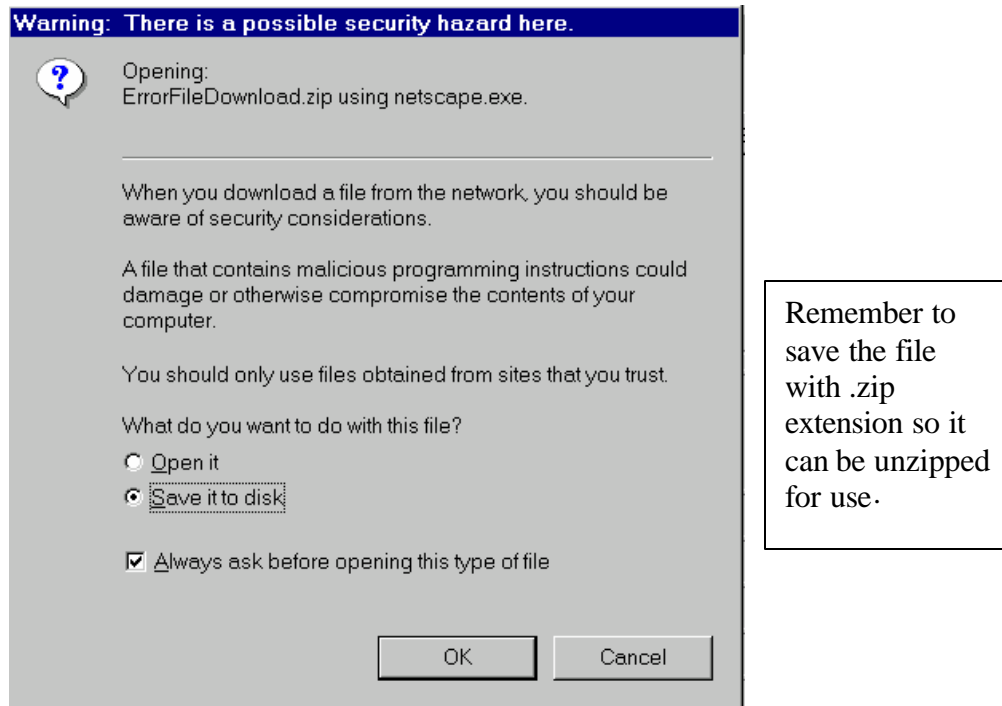 Warning: There is a possible security hazard here.
Opening:
ErrorFileDownload.zip using netscape.exe.
When you download a file from the network, you should be
aware of security considerations.
A file that contains malicious programming instructions could
damage or otherwise compromise the contents of your
computer.
You should only use files obtained from sites that you trust.
What do you want to do with this file?
Open it
Save it to disk
Always ask before opening this type of file
OK
Cancel
Remember to
save the file
with .zip
extension so it
can be unzipped
for use.